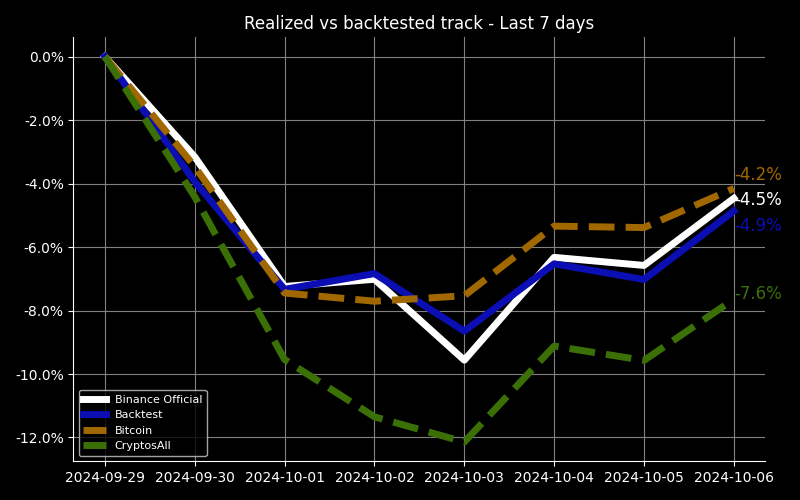 Realized vs backtested track - Last 7 days
0.0%
-2.0%
-4.0%
-6.0%
-8.0%
-10.0%
-12.0%
-4.2%
-4.5%
-4.9%
-7.6%
Binance Official
Backtest
Bitcoin
CryptosAll
2024-09-29 2024-09-30 2024-10-01 2024-10-02 2024-10-03 2024-10-04 2024-10-05 2024-10-06